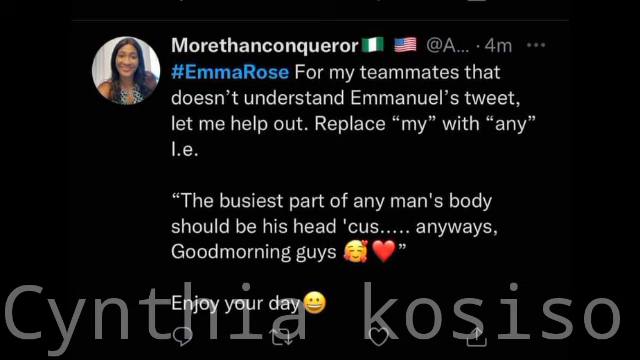 Morethanconqueror🇳🇬 🇺🇸 @A... · 4m ···
#EmmaRose For my teammates that
doesn’t understand Emmanuel’s tweet,
let me help out. Replace “my” with “any”
I.e.
“The busiest part of any man's body
should be his head 'cus..... anyways,
Goodmorning guys 🥰❤️”
Enjoy your day😀
Cynthia kosiso